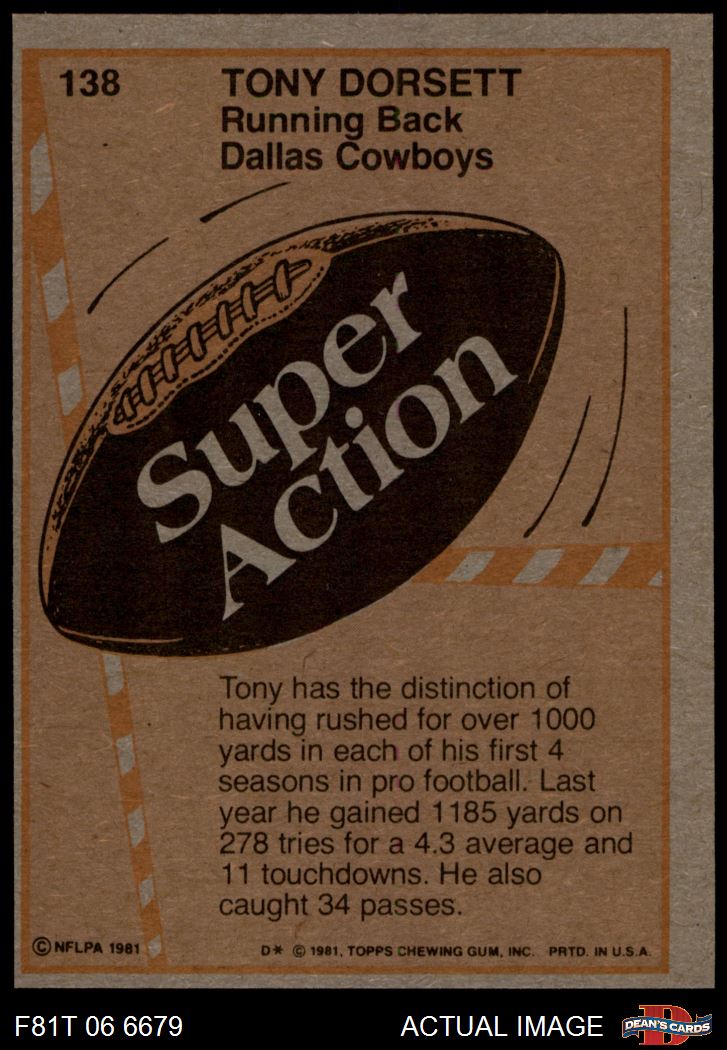 138
TONY DORSETT
Running Back
Dallas Cowboys
Super
Action
Tony has the distinction of
having rushed for over 1000
yards in each of his first 4
seasons in pro football. Last
year he gained 1185 yards on
278 tries for a 4.3 average and
11 touchdowns. He also
caught 34 passes.
© NFLPA 1981
D* © 1981, TOPPS CHEWING GUM, INC. PRTD. IN U.S.A.
F81T 06 6679
ACTUAL IMAGE
D
DEAN'S CARDS